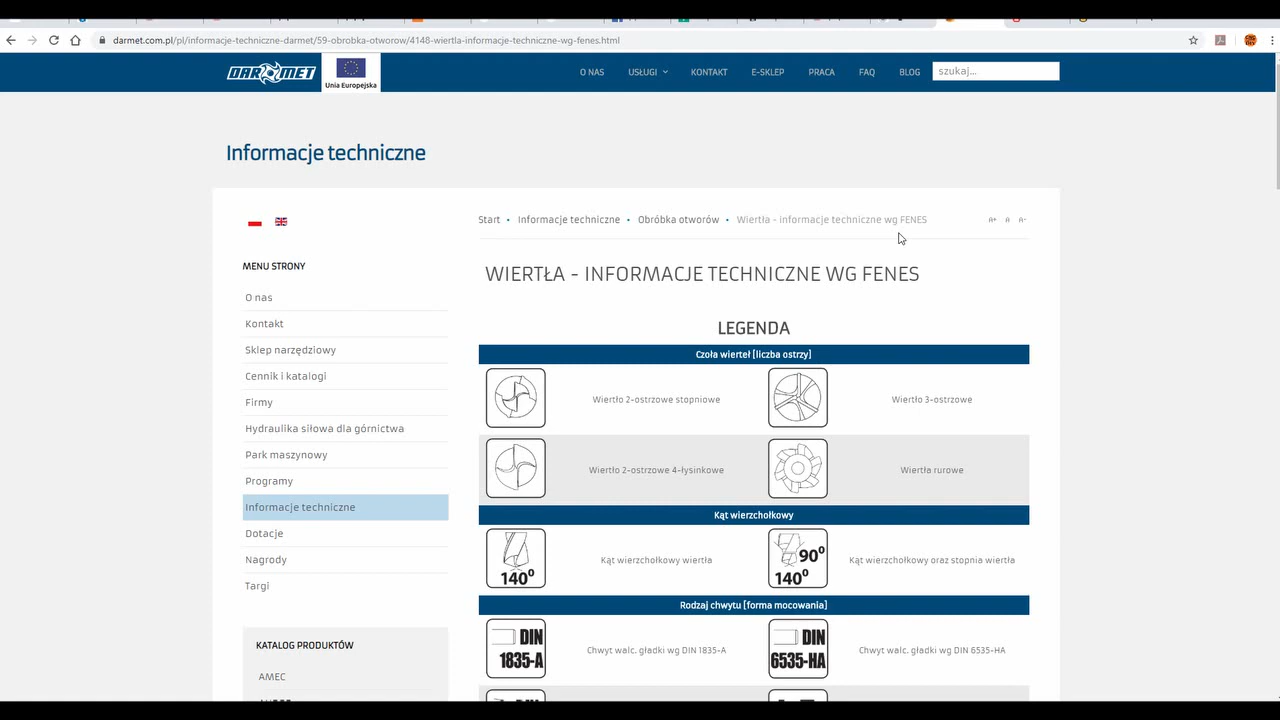 darmet.com.pl/pl/informacje-techniczne-darmet/59-obrobka-otworow/4148-wiertla-informacje-techniczne-wg-fenes.html
DARMET
Unia Europejska
O NAS USŁUGI KONTAKT E-SKLEP PRACA FAQ BLOG szukaj...
Informacje techniczne
Start • Informacje techniczne • Obróbka otworów • Wiertła - informacje techniczne wg FENES A+ A A-
MENU STRONY
O nas
Kontakt
Sklep narzędziowy
Cennik i katalogi
Firmy
Hydraulika siłowa dla górnictwa
Park maszynowy
Programy
Informacje techniczne
Dotacje
Nagrody
Targi
KATALOG PRODUKTÓW
AMEC
WIERTŁA - INFORMACJE TECHNICZNE WG FENES
LEGENDA
Czoła wierteł [liczba ostrzy]
Wiertło 2-ostrzowe stopniowe Wiertło 3-ostrzowe
Wiertło 2-ostrzowe 4-łysinkowe Wiertła rurowe
Kąt wierzchołkowy
140° Kąt wierzchołkowy wiertła 90° 140° Kąt wierzchołkowy oraz stopnia wiertła
Rodzaj chwytu [forma mocowania]
DIN 1835-A Chwyt walc. gładki wg DIN 1835-A DIN 6535-HA Chwyt walc. gładki wg DIN 6535-HA